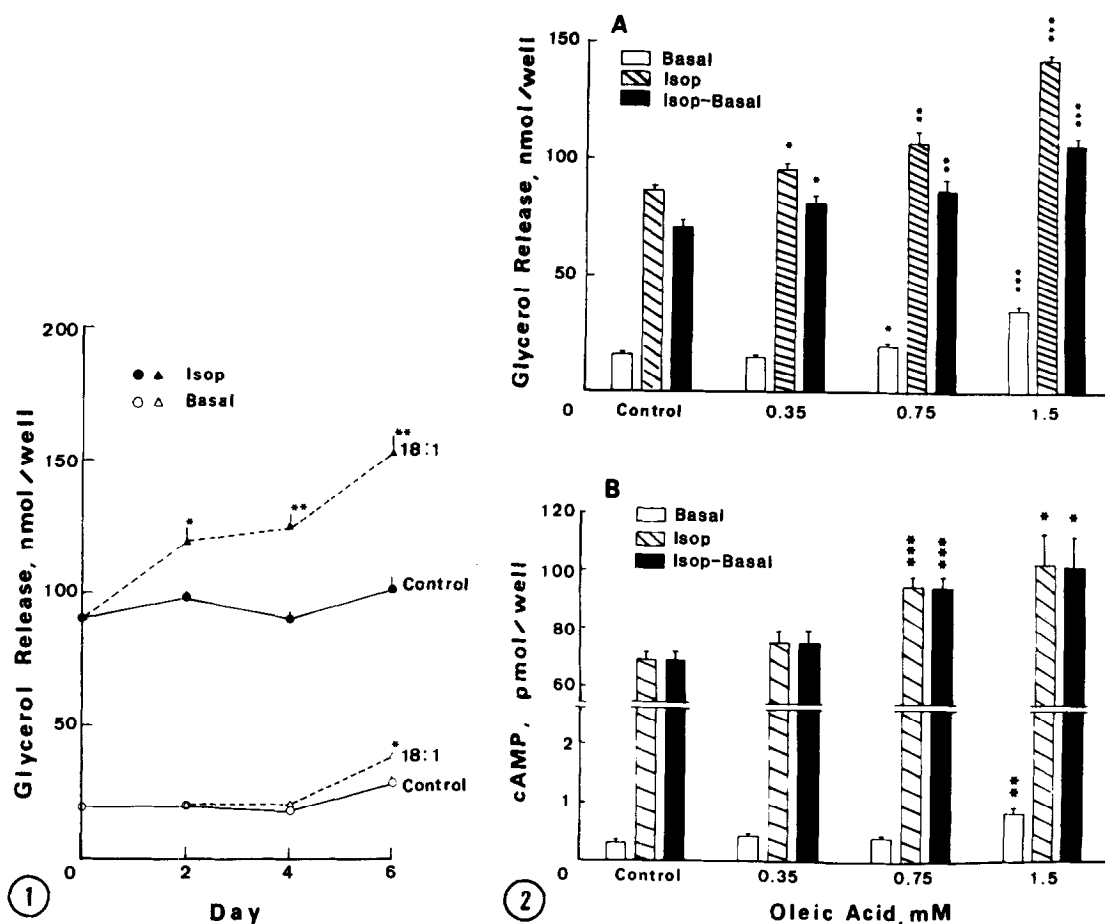 Glycerol Release, nmol/well
200
150
100
50
0
2
4
6
Day
Isop
Basal
*
**
**
18:1
Control
*
18:1
Control
1
A
Glycerol Release, nmol/well
150
100
50
0
Basal
Isop
Isop-Basal
*
*
*
**
**
***
***
***
Control
0.35
0.75
1.5
B
cAMP, pmol/well
120
100
80
60
2
1
0
Basal
Isop
Isop-Basal
***
***
**
*
*
Control
0.35
0.75
1.5
Oleic Acid, mM
2